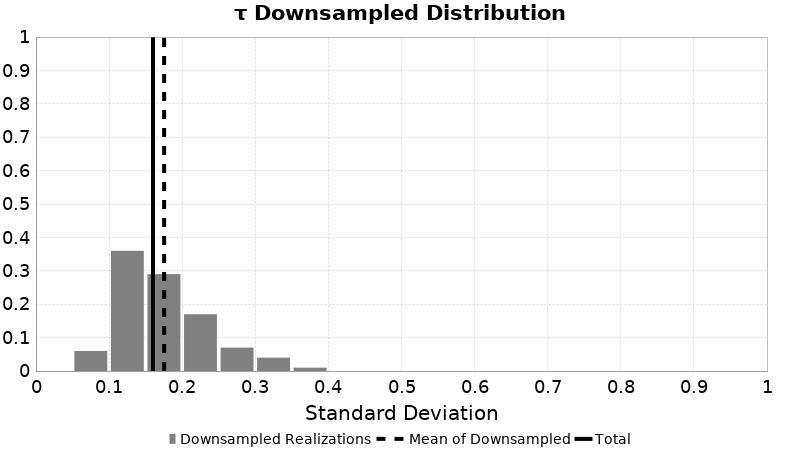 τ Downsampled Distribution
1
0.9
0.8
0.7
0.6
0.5
0.4
0.3
0.2
0.1
0
0 0.1 0.2 0.3 0.4 0.5 0.6 0.7 0.8 0.9 1
Standard Deviation
Downsampled Realizations Mean of Downsampled Total